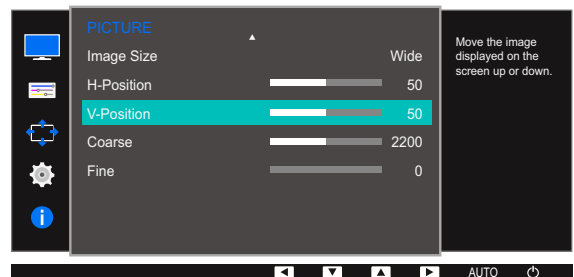 PICTURE
Image Size Wide
H-Position 50
V-Position 50
Coarse 2200
Fine 0
Move the image
displayed on the
screen up or down.
AUTO